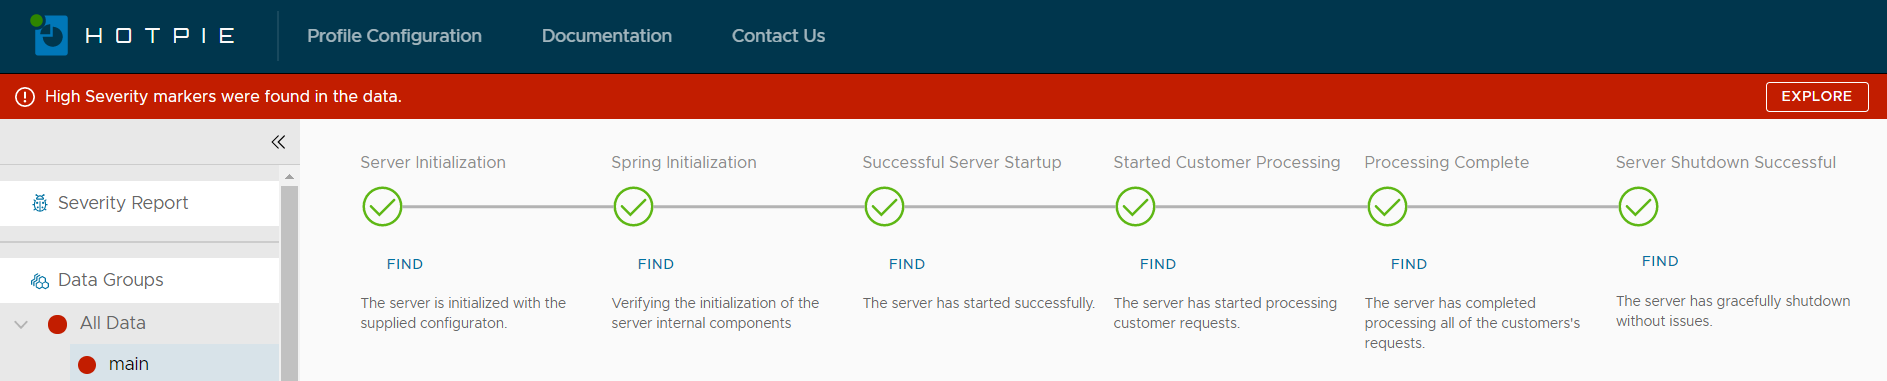 HOTPIE
Profile Configuration
Documentation
Contact Us
High Severity markers were found in the data.
EXPLORE
Severity Report
Data Groups
All Data
main
Server Initialization
FIND
The server is initialized with the
supplied configuraton.
Spring Initialization
FIND
Verifying the initialization of the
server internal components
Successful Server Startup
FIND
The server has started successfully.
Started Customer Processing
FIND
The server has started processing
customer requests.
Processing Complete
FIND
The server has completed
processing all of the customers's
requests.
Server Shutdown Successful
FIND
The server has gracefully shutdown
without issues.